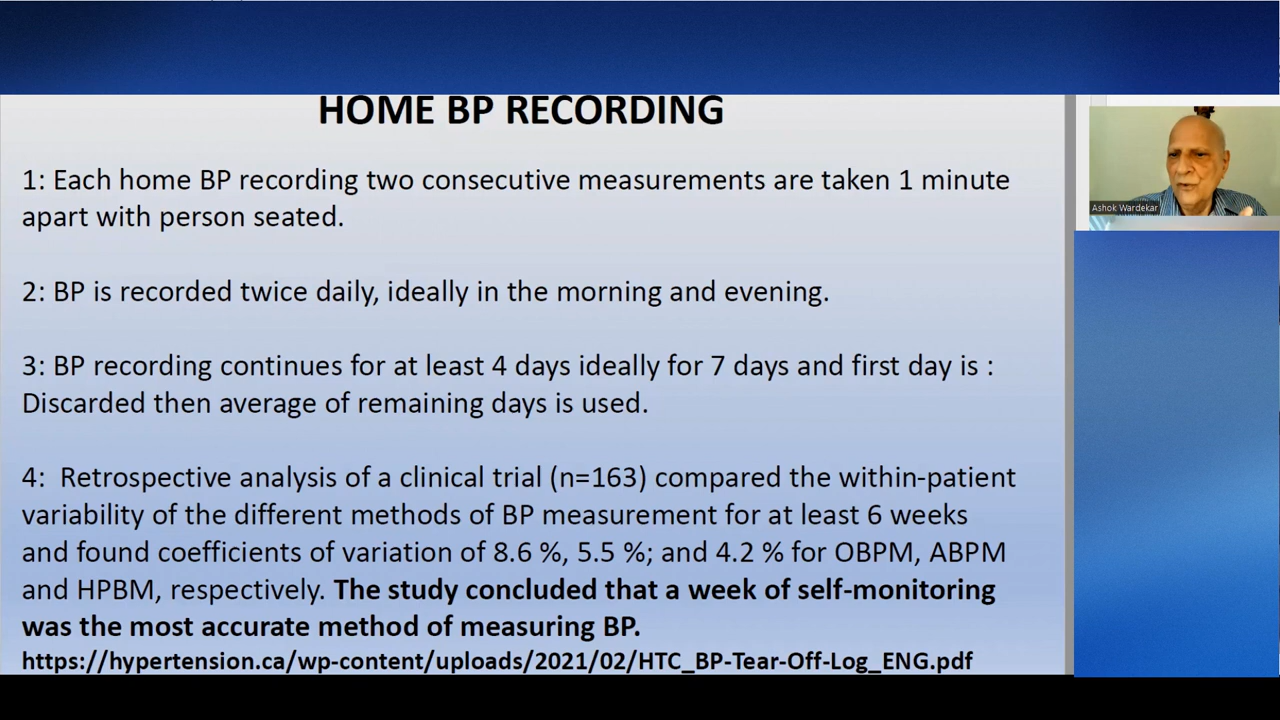 HOME BP RECORDING
1: Each home BP recording two consecutive measurements are taken 1 minute
apart with person seated.
2: BP is recorded twice daily, ideally in the morning and evening.
3: BP recording continues for at least 4 days ideally for 7 days and first day is :
Discarded then average of remaining days is used.
4:  Retrospective analysis of a clinical trial (n=163) compared the within-patient
variability of the different methods of BP measurement for at least 6 weeks
and found coefficients of variation of 8.6 %, 5.5 %; and 4.2 % for OBPM, ABPM
and HPBM, respectively. The study concluded that a week of self-monitoring
was the most accurate method of measuring BP.
https://hypertension.ca/wp-content/uploads/2021/02/HTC_BP-Tear-Off-Log_ENG.pdf
Ashok Wardekar